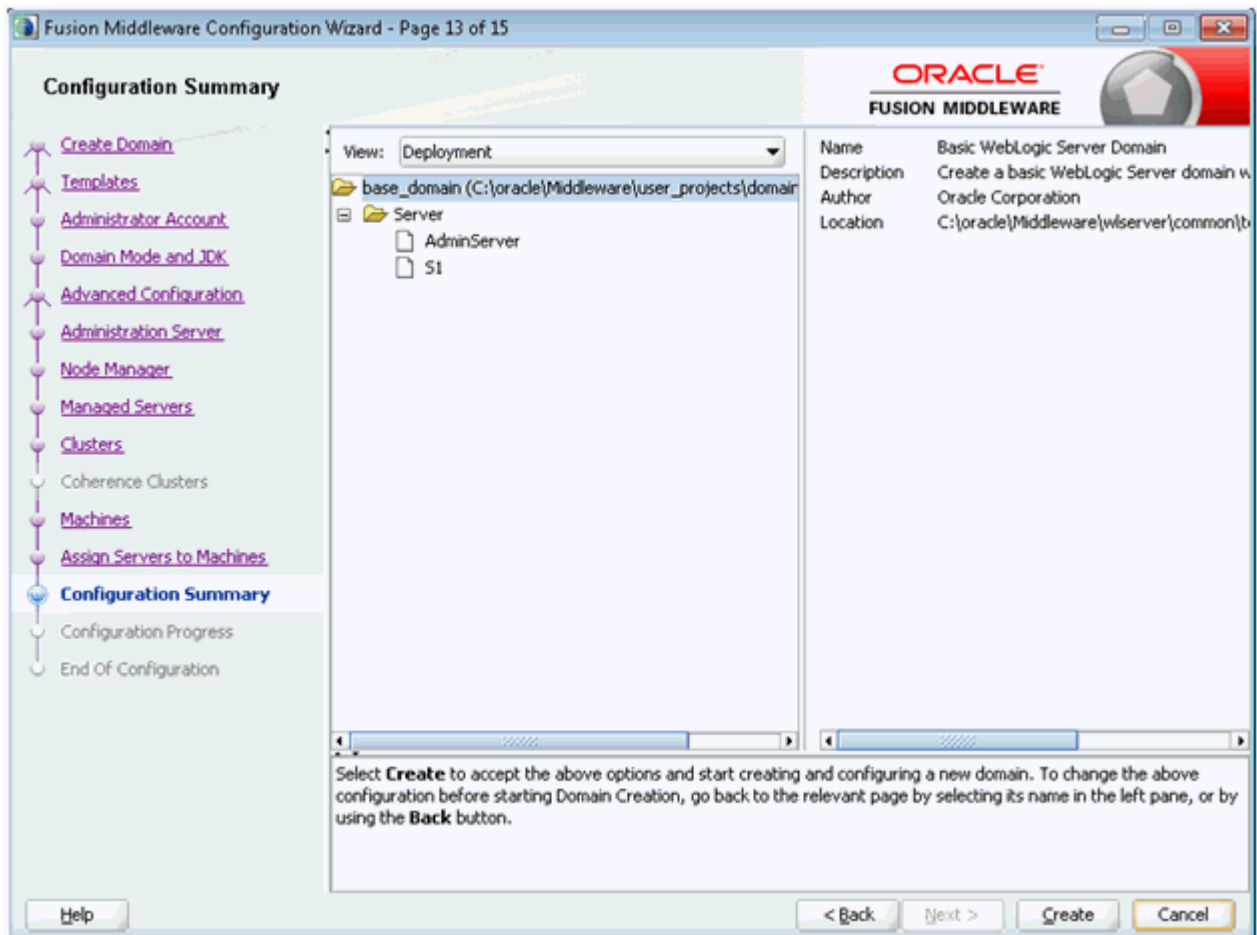 Fusion Middleware Configuration Wizard - Page 13 of 15
Configuration Summary
ORACLE
FUSION MIDDLEWARE
Create Domain
Templates
Administrator Account
Domain Mode and JDK
Advanced Configuration
Administration Server
Node Manager
Managed Servers
Clusters
Coherence Clusters
Machines
Assign Servers to Machines
Configuration Summary
Configuration Progress
End Of Configuration
View: Deployment
base_domain (C:\oracle\Middleware\user_projects\domain
Server
AdminServer
S1
Name Basic WebLogic Server Domain
Description Create a basic WebLogic Server domain w
Author Oracle Corporation
Location C:\oracle\Middleware\wlserver\common\t
Select Create to accept the above options and start creating and configuring a new domain. To change the above
configuration before starting Domain Creation, go back to the relevant page by selecting its name in the left pane, or by
using the Back button.
Help
< Back
Next >
Create
Cancel